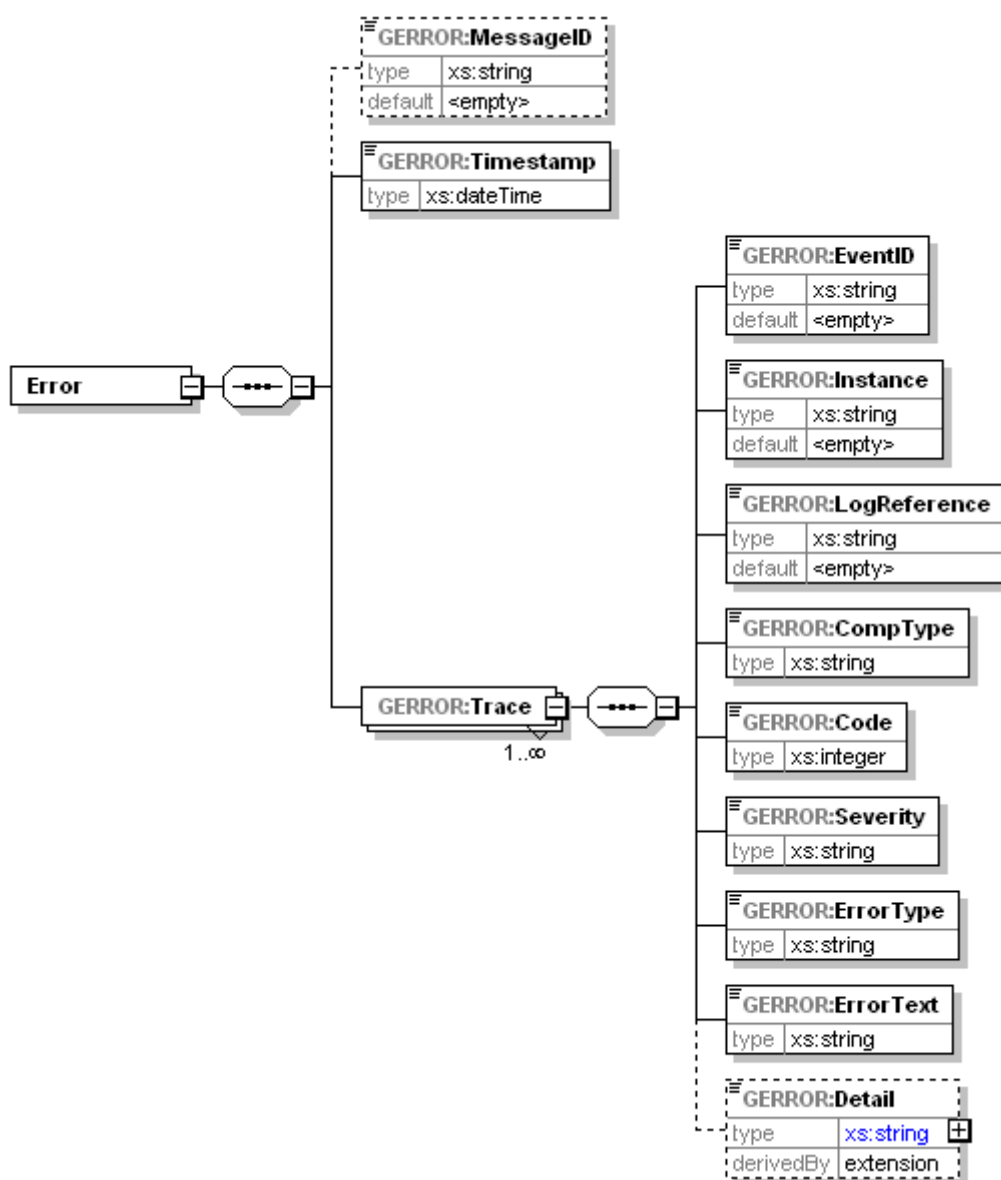 GERROR:MessageID
type xs:string
default <empty>
GERROR:Timestamp
type xs:dateTime
GERROR:EventID
type xs:string
default <empty>
GERROR:Instance
type xs:string
default <empty>
Error
GERROR:LogReference
type xs:string
default <empty>
GERROR:CompType
type xs:string
GERROR:Trace
1..∞
GERROR:Code
type xs:integer
GERROR:Severity
type xs:string
GERROR:ErrorType
type xs:string
GERROR:ErrorText
type xs:string
GERROR:Detail
type xs:string
derivedBy extension